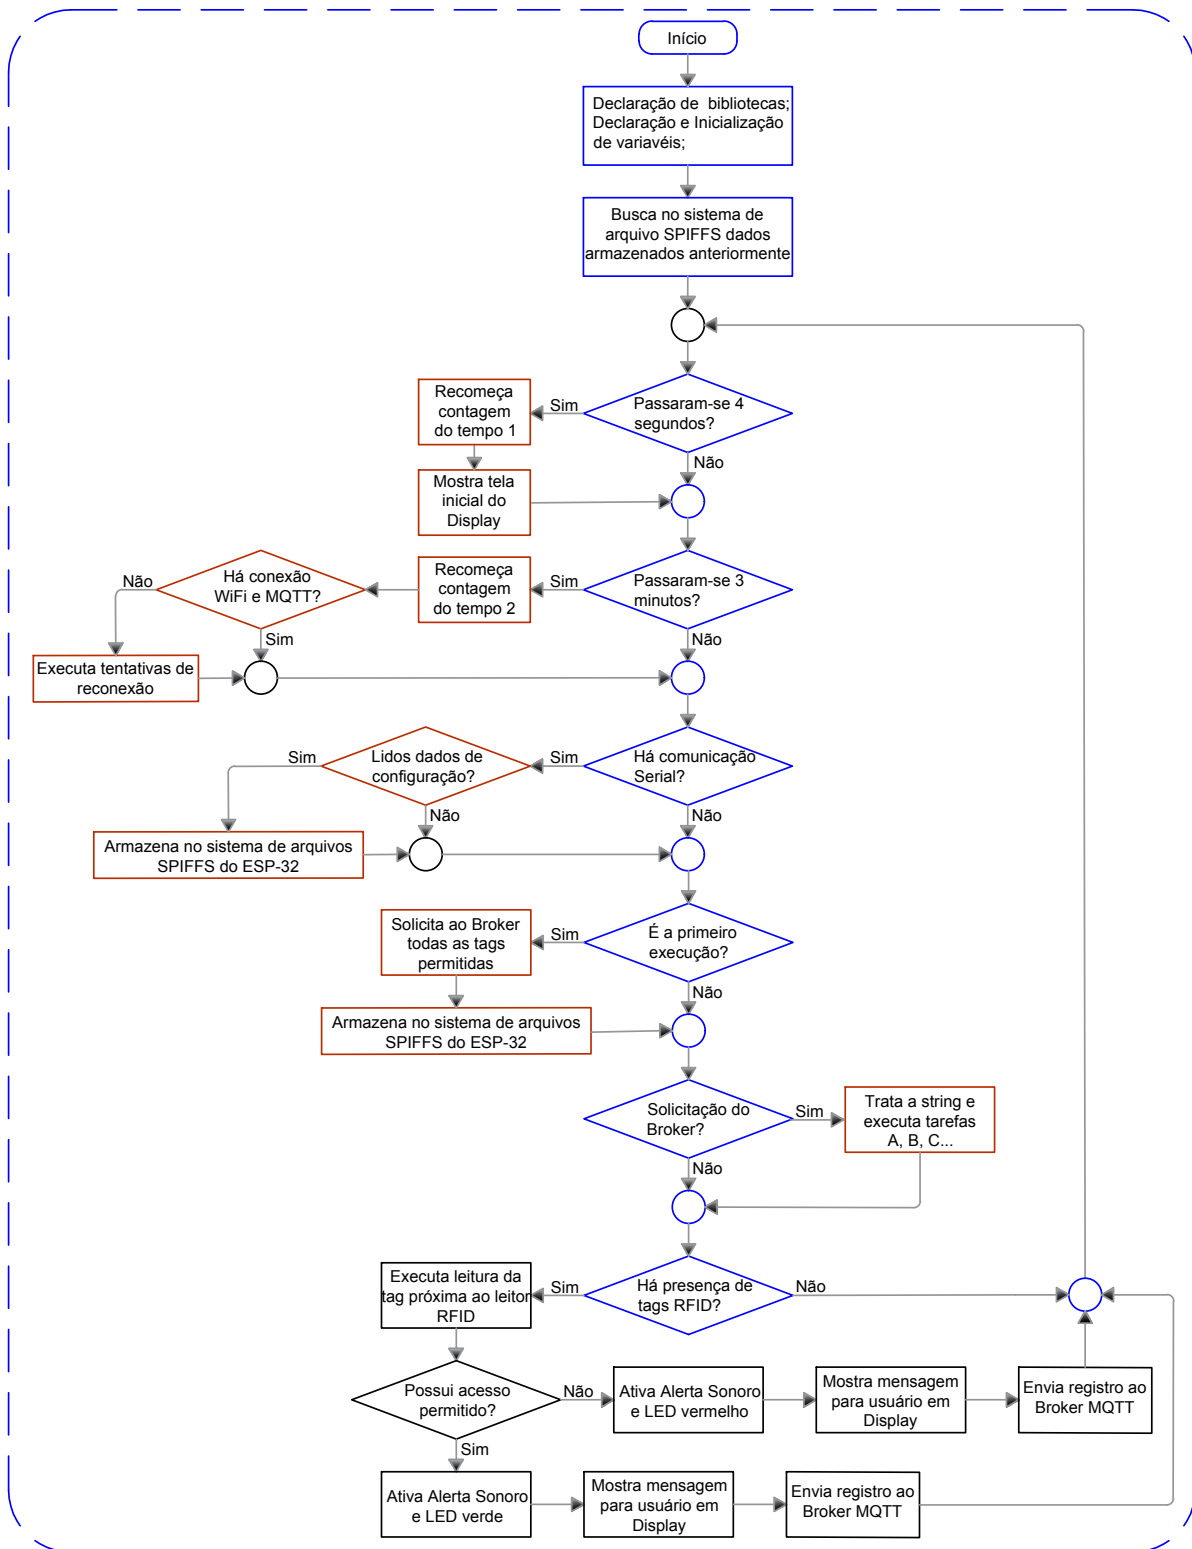 Início
Declaração de  bibotecas;
Declaração e Inicialização
de variavéis;
Busca no sistema de
arquivo SPIFFS dados
armazenados anteriormente
Passaram-se 4
segundos?
Sim
Não
Recomeça
contagem
do tempo 1
Mostra tela
inicial do
Display
Passaram-se 3
minutos?
Sim
Não
Recomeça
contagem
do tempo 2
Há conexão
WiFi e MQTT?
Não
Sim
Executa tentativas de
reconexão
Há comunicação
Serial?
Sim
Não
Lidos dados de
configuração?
Sim
Não
Armazena no sistema de arquivos
SPIFFS do ESP-32
É a primeiro
execução?
Sim
Não
Solicita ao Broker
todas as tags
permitidas
Armazena no sistema de arquivos
SPIFFS do ESP-32
Solicitação do
Broker?
Sim
Não
Trata a string e
executa tarefas
A, B, C...
Há presença de
tags RFID?
Sim
Não
Executa leitura da
tag próxima ao leitor
RFID
Possui acesso
permitido?
Não
Sim
Ativa Alerta Sonoro
e LED vermelho
Mostra mensagem
para usuário em
Display
Envia registro ao
Broker MQTT
Ativa Alerta Sonoro
e LED verde
Mostra mensagem
para usuário em
Display
Envia registro ao
Broker MQTT